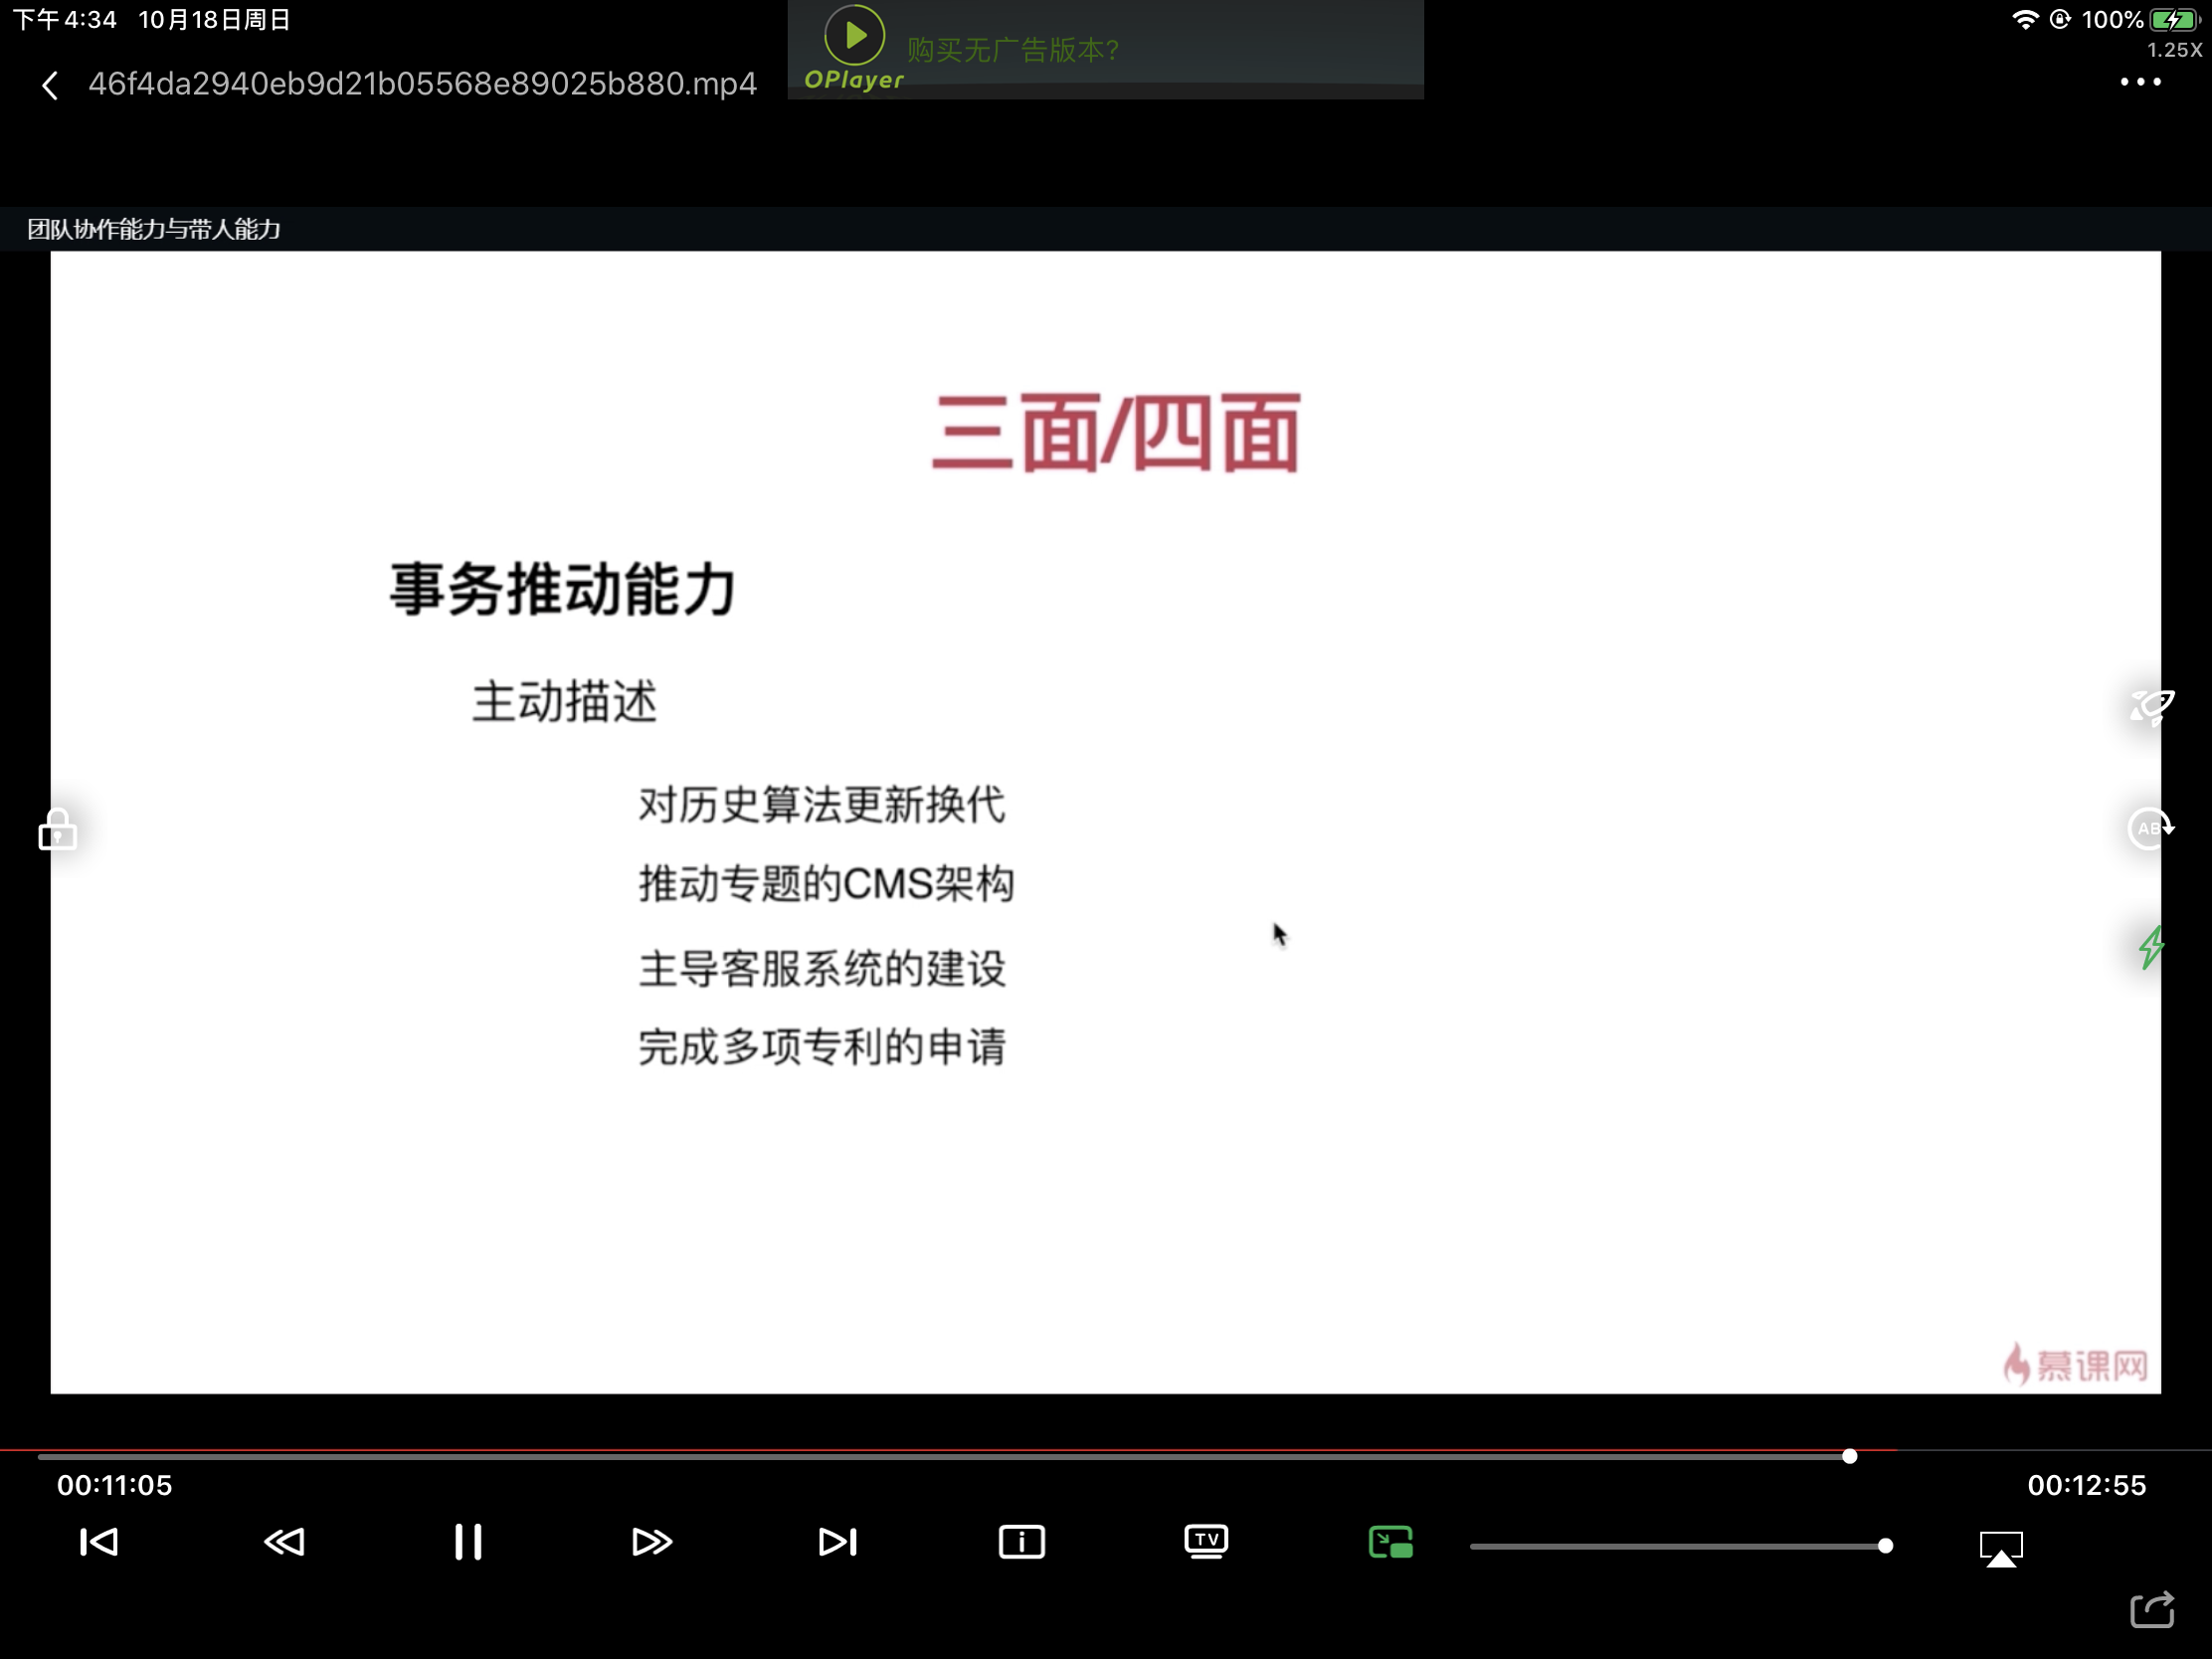 下午4:34 10月18日周日
100%
1.25X
46f4da2940eb9d21b05568e89025b880.mp4
OPlayer
购买无广告版本?
团队协作能力与带人能力
三面/四面
事务推动能力
主动描述
对历史算法更新换代
推动专题的CMS架构
主导客服系统的建设
完成多项专利的申请
AB
慕课网
00:11:05
00:12:55
TV